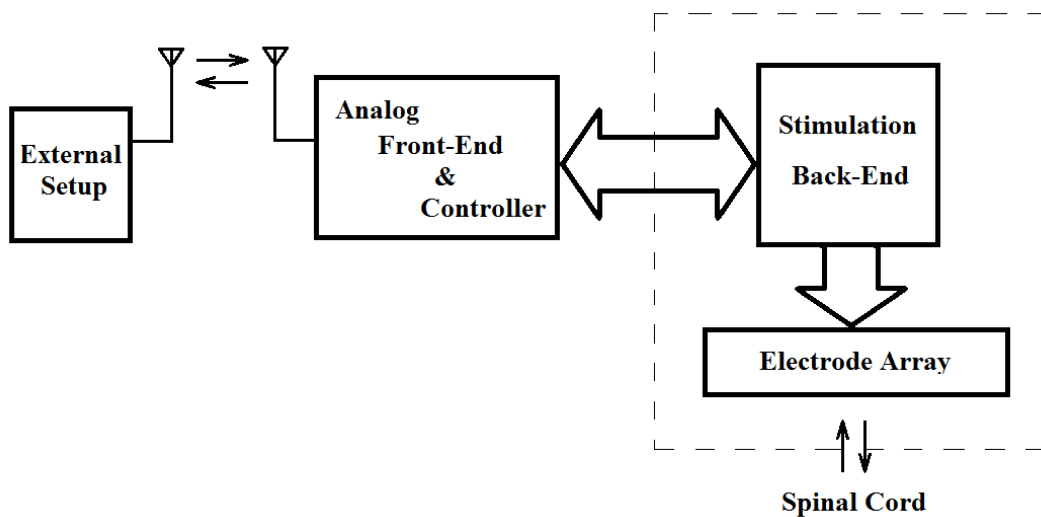 External
Setup
Analog
Front-End
&
Controller
Stimulation
Back-End
Electrode Array
Spinal Cord